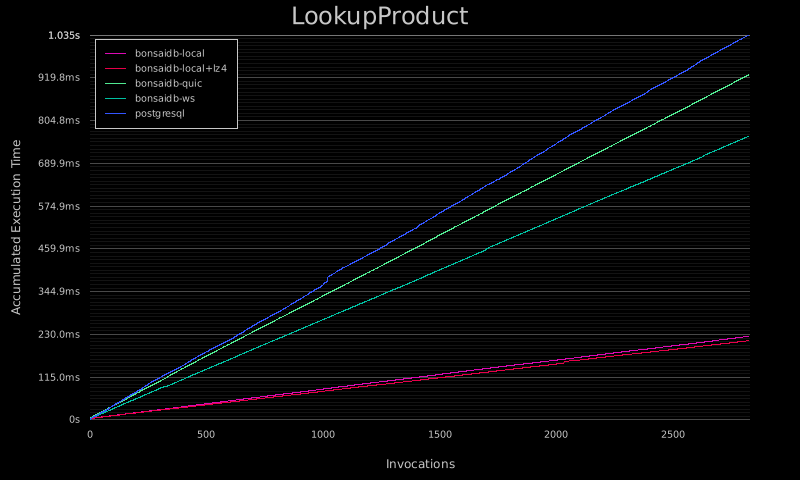 LookupProduct
1.035s
919.8ms
804.8ms
689.9ms
574.9ms
459.9ms
344.9ms
230.0ms
115.0ms
0s
Accumulated Execution Time
bonsaidb-local
bonsaidb-local+lz4
bonsaidb-quic
bonsaidb-ws
postgresql
0
500
1000
1500
2000
2500
Invocations